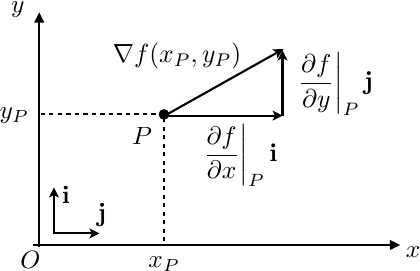 y
∇f(x_P, y_P)
∂f/∂y|_P j
y_P
P
∂f/∂x|_P i
i
j
O
x_P
x